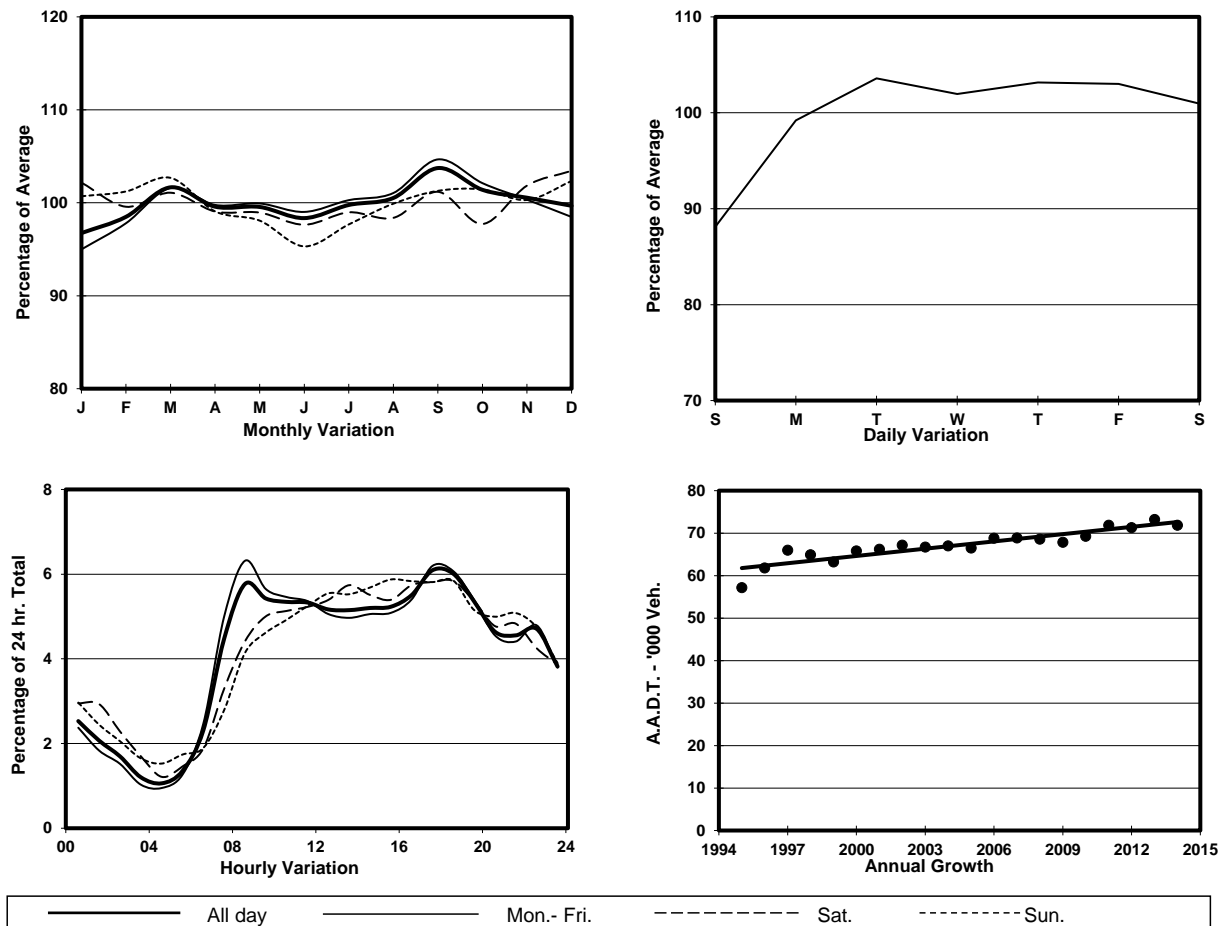 120
110
100
90
80
Percentage of Average
J F M A M J J A S O N D
Monthly Variation
110
100
90
80
70
Percentage of Average
S M T W T F S
Daily Variation
8
6
4
2
0
Percentage of 24 hr. Total
00 04 08 12 16 20 24
Hourly Variation
80
70
60
50
40
30
20
10
0
A.A.D.T. - '000 Veh.
1994 1997 2000 2003 2006 2009 2012 2015
Annual Growth
All day Mon.- Fri. Sat. Sun.